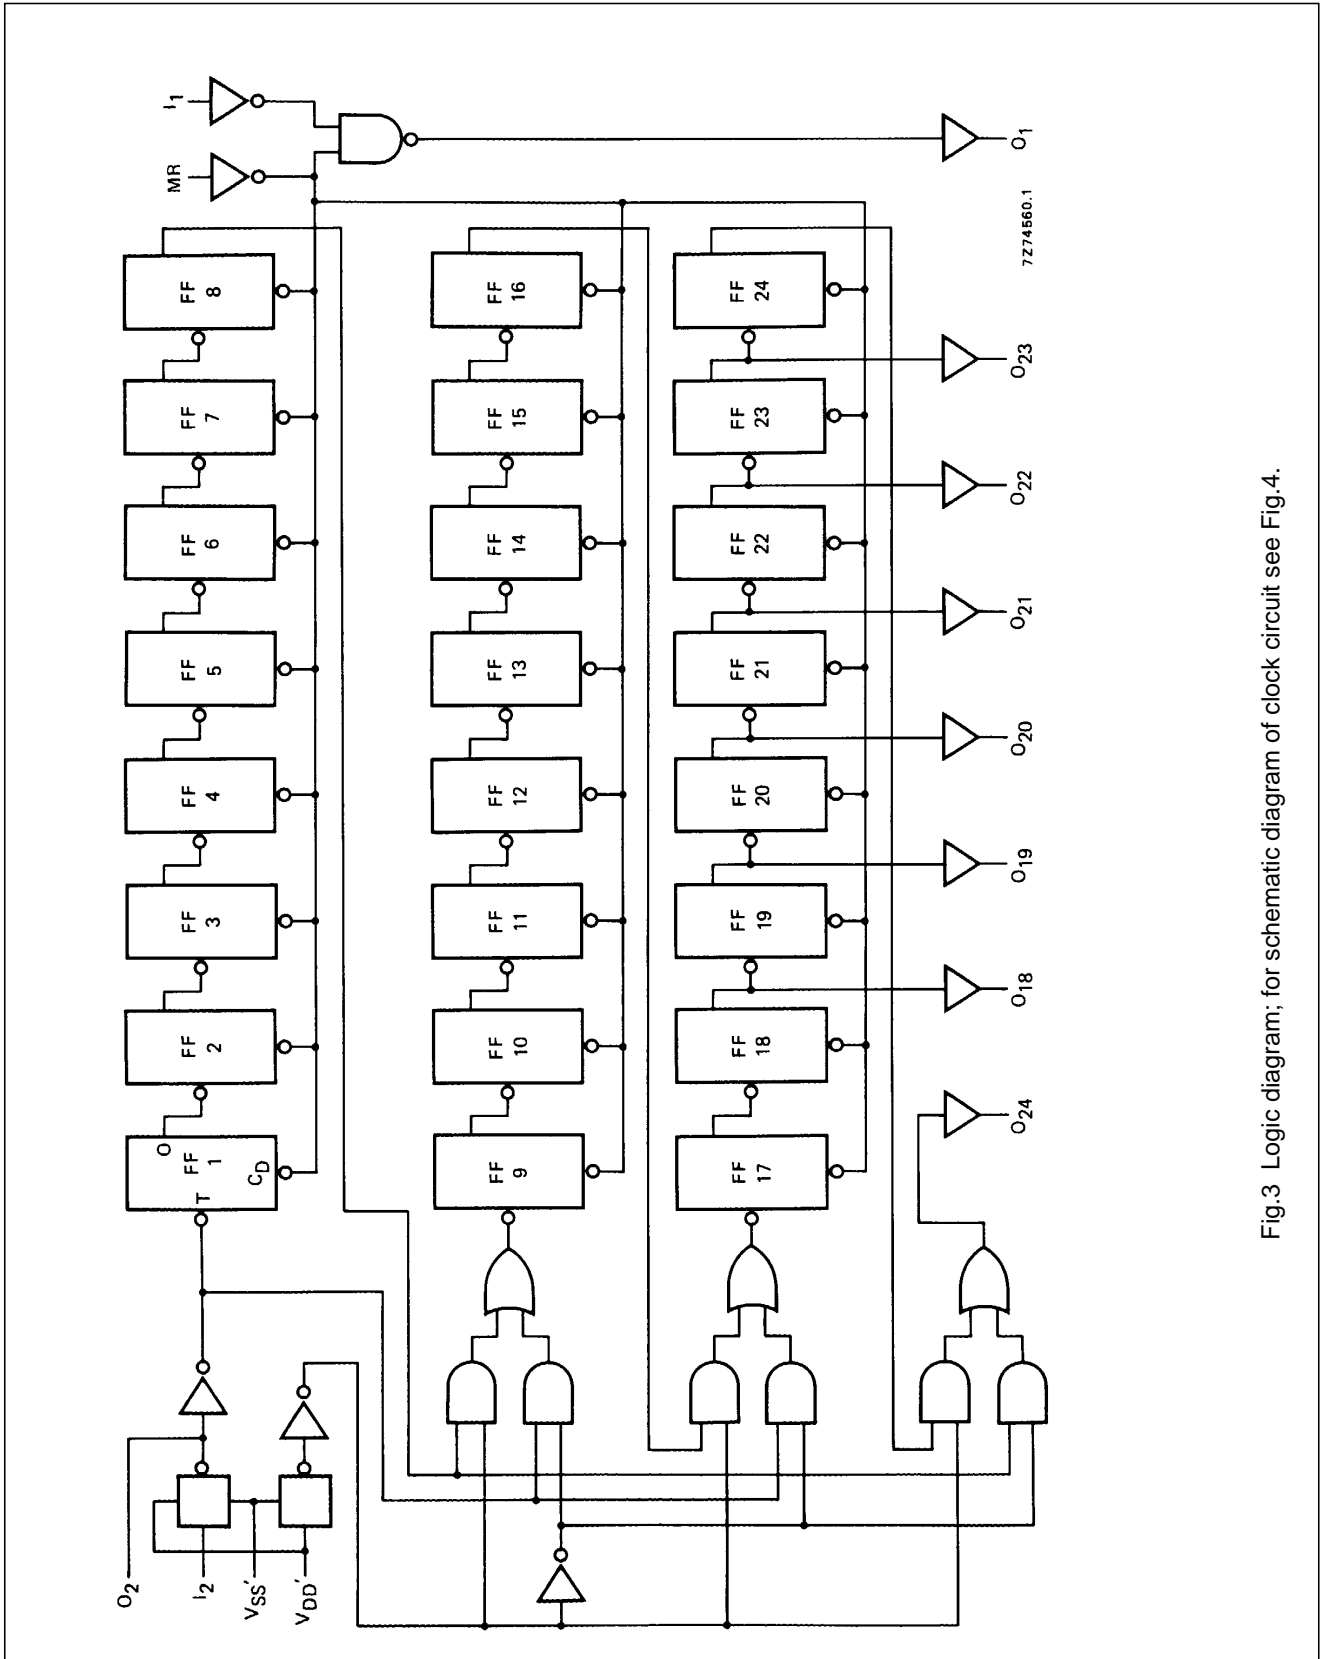 O2
I2
VSS'
VDD'
O
FF
1
T
CD
FF
2
FF
3
FF
4
FF
5
FF
6
FF
7
FF
8
MR
I1
FF
9
FF
10
FF
11
FF
12
FF
13
FF
14
FF
15
FF
16
FF
17
FF
18
FF
19
FF
20
FF
21
FF
22
FF
23
FF
24
O24
O18
O19
O20
O21
O22
O23
O1
7Z74560.1
Fig.3 Logic diagram; for schematic diagram of clock circuit see Fig.4.